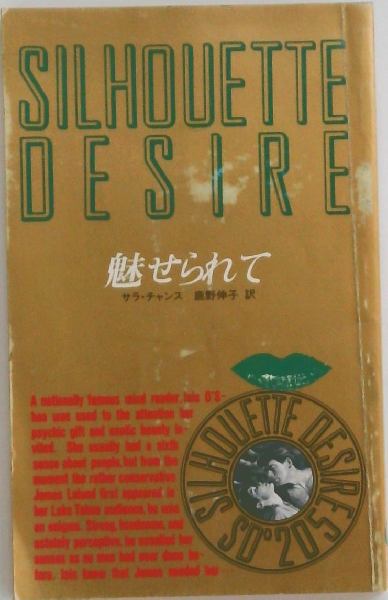 SILHOUETTE
DESIRE
魅せられて
サラ・チャンス 鹿野伸子 訳
A nationally famous mind reader, Isis O'S-
hea was used to the attention her
psychic gift and exotic beauty in-
vited. She usually had a sixth
sense about people, but from the
moment the rather conservative
James Leland first appeared in
her Lake Tahoe audience, he was
an enigma. Strong, handsome, and
astutely perceptive, he assailed her
senses as no man had ever done be-
fore. Isis knew that James needed her
SILHOUETTE DESIRE
SD.205